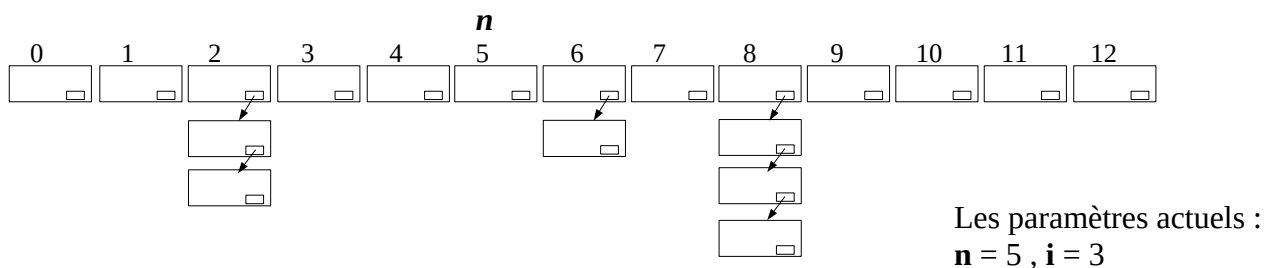 n
0 1 2 3 4 5 6 7 8 9 10 11 12
Les paramètres actuels :
n = 5 , i = 3